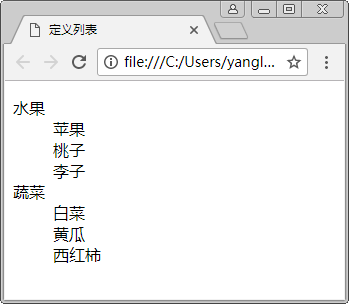 定义列表
file:///C:/Users/yangl...
水果
苹果
桃子
李子
蔬菜
白菜
黄瓜
西红柿